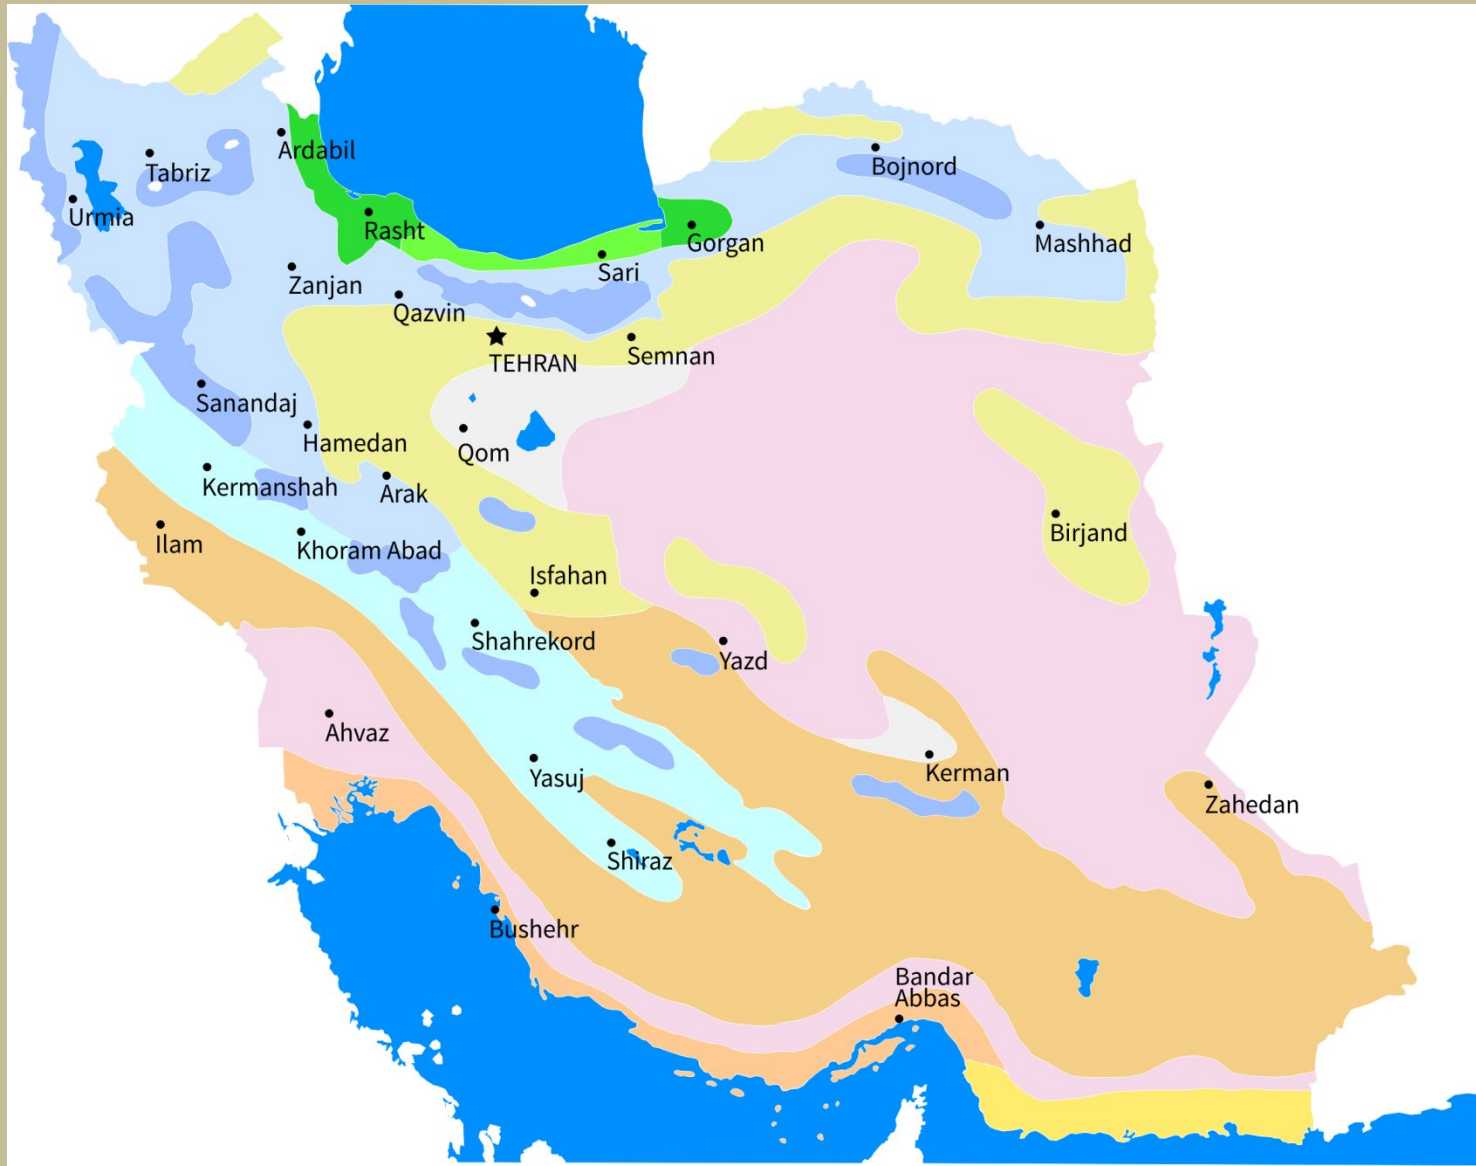 Ardabil
Tabriz
Bojnord
Urmia
Rasht
Gorgan
Mashhad
Sari
Zanjan
Qazvin
TEHRAN
Semnan
Sanandaj
Hamedan
Qom
Kermanshah
Arak
Birjand
Ilam
Khoram Abad
Isfahan
Shahrekord
Yazd
Ahvaz
Yasuj
Kerman
Zahedan
Shiraz
Bushehr
Bandar
Abbas